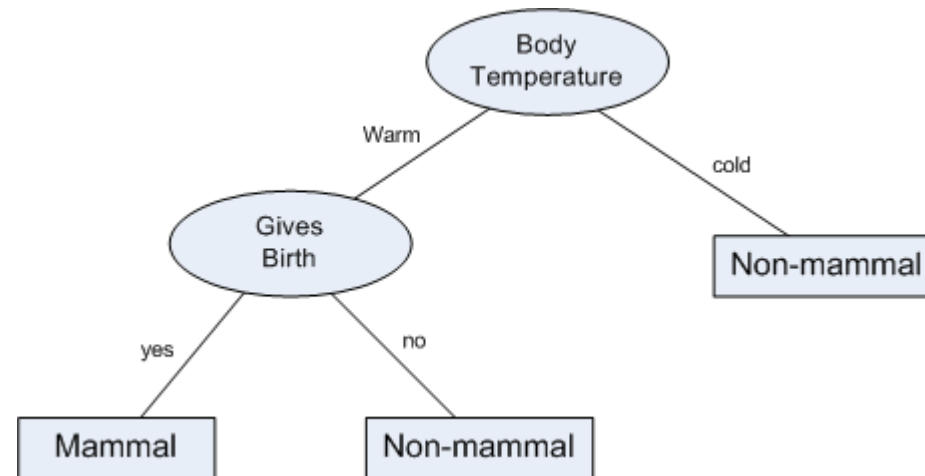 Body
Temperature
Warm
cold
Gives
Birth
Non-mammal
yes
no
Mammal
Non-mammal